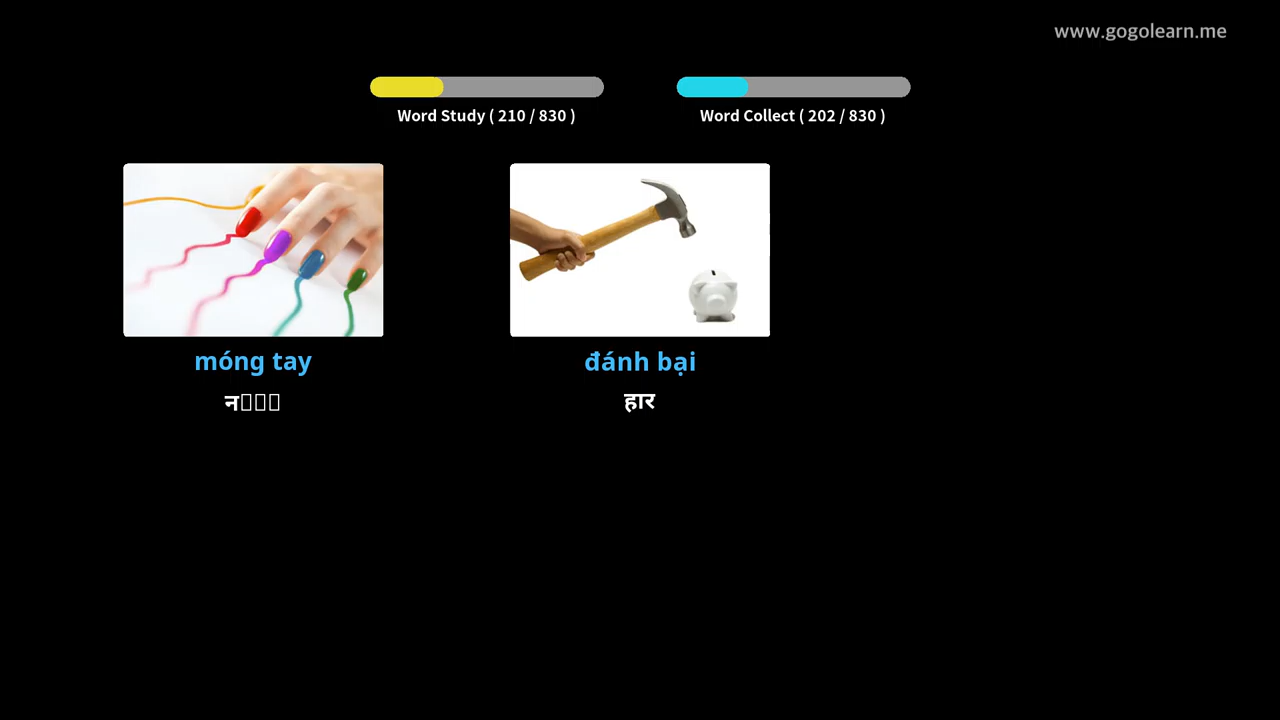 www.gogolearn.me
Word Study ( 210 / 830 )
Word Collect ( 202 / 830 )
móng tay
đánh bại
हार